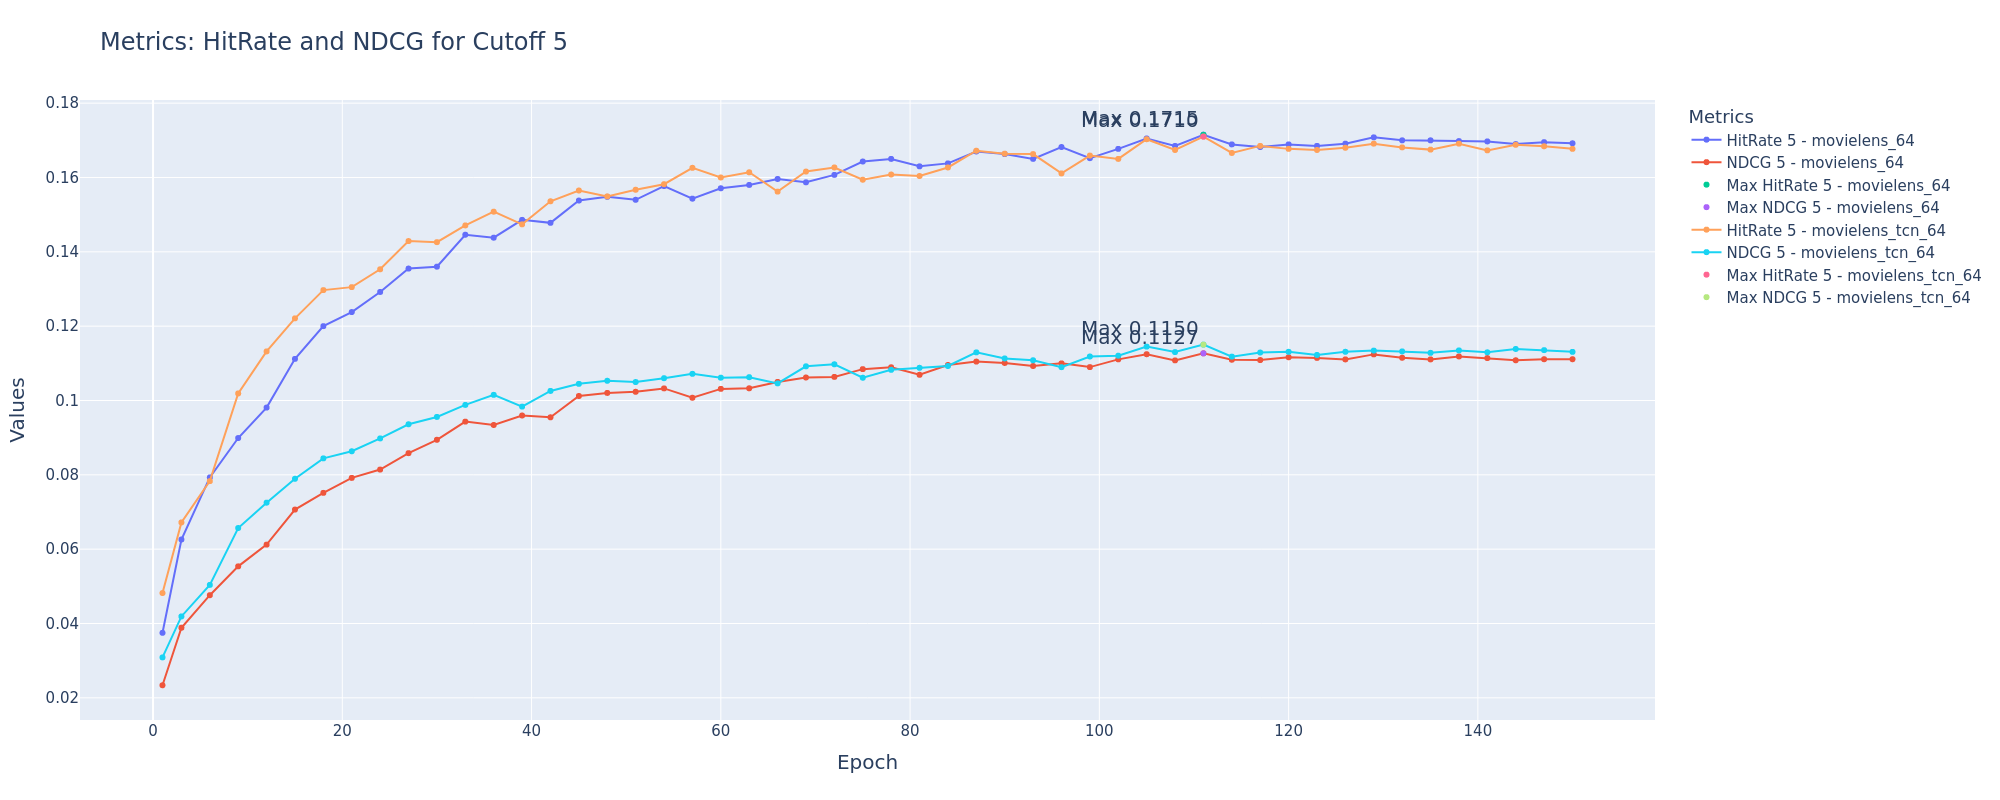 Metrics: HitRate and NDCG for Cutoff 5
0.18
0.16
0.14
0.12
0.1
0.08
0.06
0.04
0.02
Values
Max 0.1715
Max 0.1710
Max 0.1150
Max 0.1127
0
20
40
60
80
100
120
140
Epoch
Metrics
HitRate 5 - movielens_64
NDCG 5 - movielens_64
Max HitRate 5 - movielens_64
Max NDCG 5 - movielens_64
HitRate 5 - movielens_tcn_64
NDCG 5 - movielens_tcn_64
Max HitRate 5 - movielens_tcn_64
Max NDCG 5 - movielens_tcn_64